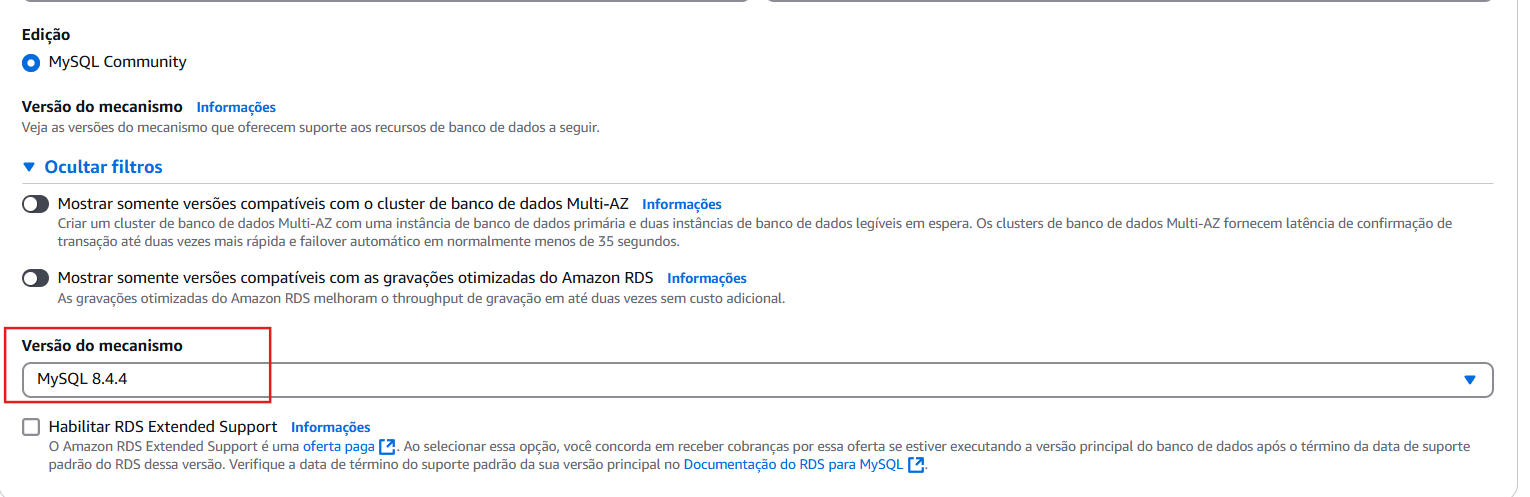 Edição
MySQL Community
Versão do mecanismo Informações
Veja as versões do mecanismo que oferecem suporte aos recursos de banco de dados a seguir.
Ocultar filtros
Mostrar somente versões compatíveis com o cluster de banco de dados Multi-AZ Informações
Criar um cluster de banco de dados Multi-AZ com uma instância de banco de dados primária e duas instâncias de banco de dados legíveis em espera. Os clusters de banco de dados Multi-AZ fornecem latência de confirmação de
transação até duas vezes mais rápida e failover automático em normalmente menos de 35 segundos.
Mostrar somente versões compatíveis com as gravações otimizadas do Amazon RDS Informações
As gravações otimizadas do Amazon RDS melhoram o throughput de gravação em até duas vezes sem custo adicional.
Versão do mecanismo
MySQL 8.4.4
Habilitar RDS Extended Support Informações
O Amazon RDS Extended Support é uma oferta paga. Ao selecionar essa opção, você concorda em receber cobranças por essa oferta se estiver executando a versão principal do banco de dados após o término da data de suporte
padrão do RDS dessa versão. Verifique a data de término do suporte padrão da sua versão principal no Documentação do RDS para MySQL.